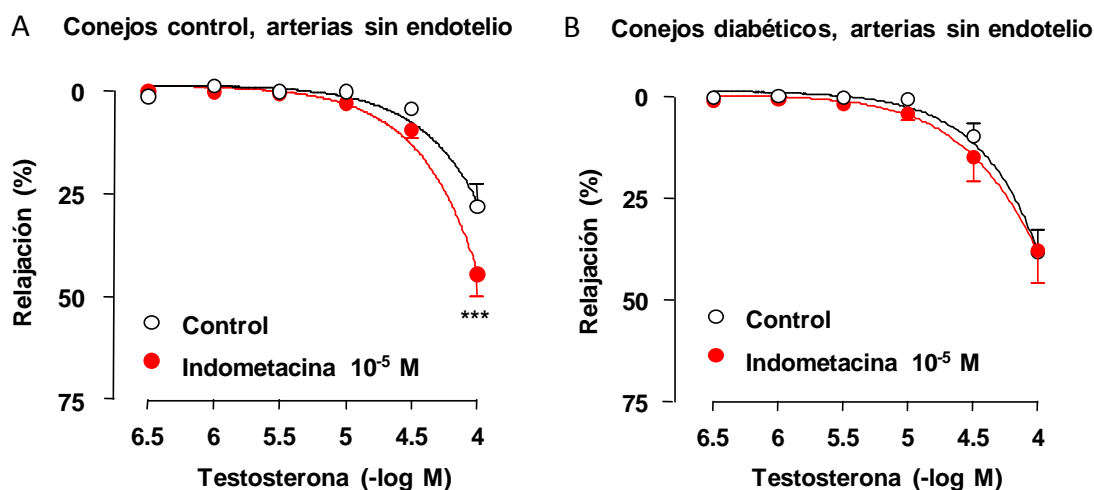 A Conejos control, arterias sin endotelio
0
25
50
75
Relajación (%)
***
Control
Indometacina 10⁻⁵ M
6.5 6 5.5 5 4.5 4
Testosterona (-log M)
B Conejos diabéticos, arterias sin endotelio
0
25
50
75
Relajación (%)
Control
Indometacina 10⁻⁵ M
6.5 6 5.5 5 4.5 4
Testosterona (-log M)